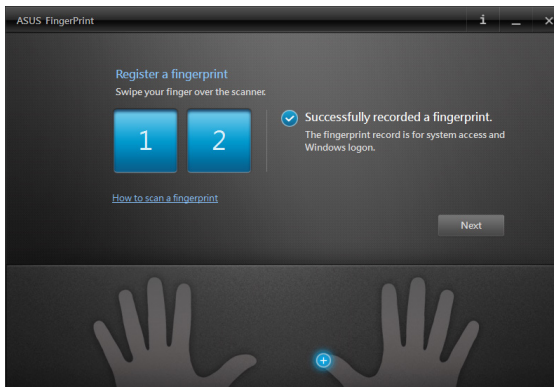 ASUS FingerPrint
Register a fingerprint
Swipe your finger over the scanner.
1 2
Successfully recorded a fingerprint.
The fingerprint record is for system access and
Windows logon.
How to scan a fingerprint
Next